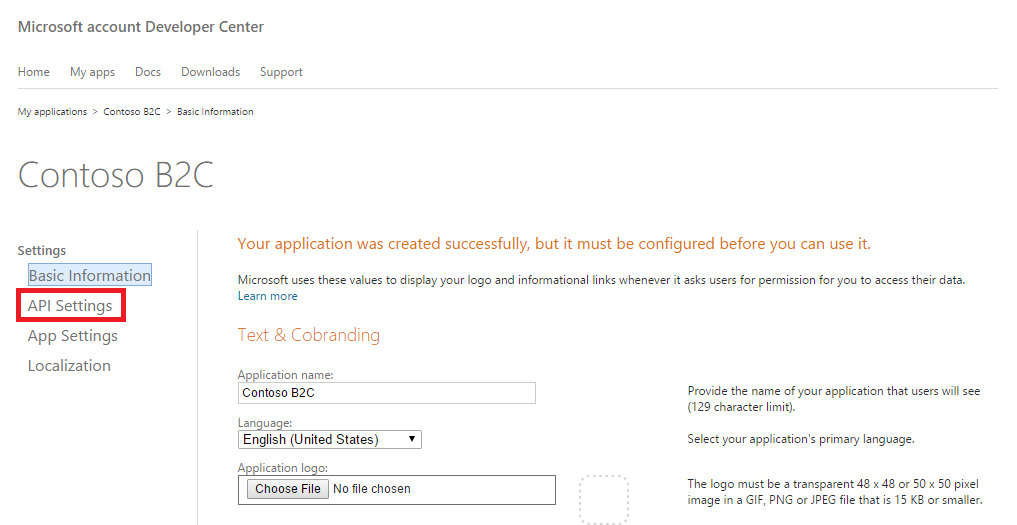 Microsoft account Developer Center
Home My apps Docs Downloads Support
My applications > Contoso B2C > Basic Information
Contoso B2C
Settings
Basic Information
API Settings
App Settings
Localization
Your application was created successfully, but it must be configured before you can use it.
Microsoft uses these values to display your logo and informational links whenever it asks users for permission for you to access their data.
Learn more
Text & Cobranding
Application name:
Contoso B2C
Provide the name of your application that users will see
(129 character limit).
Language:
English (United States)
Select your application's primary language.
Application logo:
Choose File No file chosen
The logo must be a transparent 48 x 48 or 50 x 50 pixel
image in a GIF, PNG or JPEG file that is 15 KB or smaller.